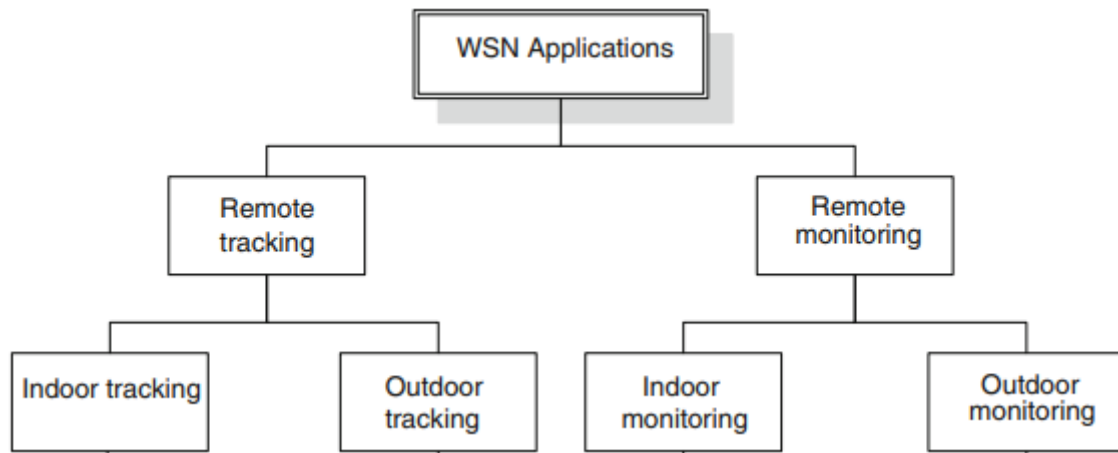 WSN Applications
Remote
tracking
Remote
monitoring
Indoor tracking
Outdoor
tracking
Indoor
monitoring
Outdoor
monitoring